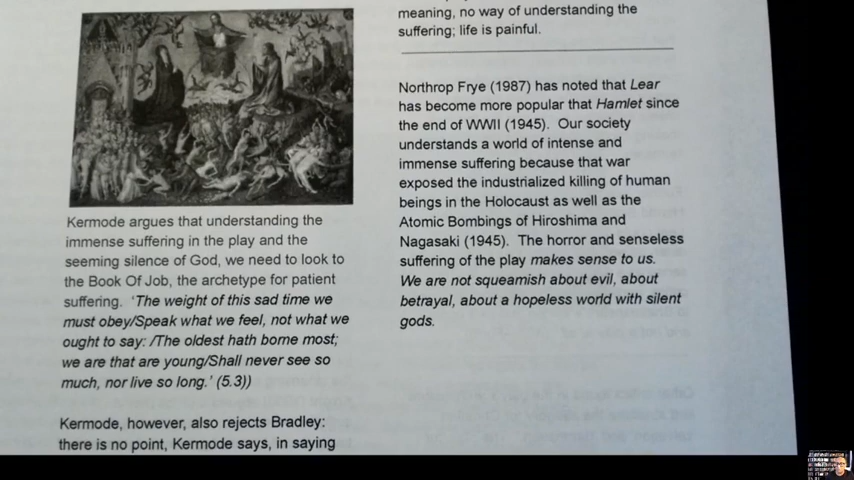 Kermode argues that understanding the
immense suffering in the play and the
seeming silence of God, we need to look to
the Book Of Job, the archetype for patient
suffering. ‘The weight of this sad time we
must obey/Speak what we feel, not what we
ought to say: /The oldest hath borne most;
we are that are young/Shall never see so
much, nor live so long.’ (5.3))
Kermode, however, also rejects Bradley:
there is no point, Kermode says, in saying
meaning, no way of understanding the
suffering; life is painful.
Northrop Frye (1987) has noted that Lear
has become more popular that Hamlet since
the end of WWII (1945). Our society
understands a world of intense and
immense suffering because that war
exposed the industrialized killing of human
beings in the Holocaust as well as the
Atomic Bombings of Hiroshima and
Nagasaki (1945). The horror and senseless
suffering of the play makes sense to us.
We are not squeamish about evil, about
betrayal, about a hopeless world with silent
gods.